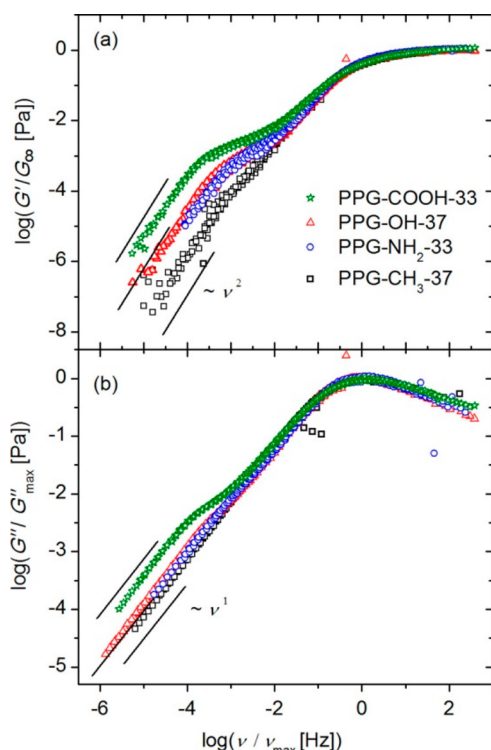 (a)
0
-2
-4
-6
-8
log(G'/G∞ [Pa])
PPG-COOH-33
PPG-OH-37
PPG-NH₂-33
PPG-CH₃-37
~ ν²
(b)
0
-1
-2
-3
-4
-5
log(G''/ G''max [Pa])
~ ν¹
-6 -4 -2 0 2
log(ν / νmax [Hz])